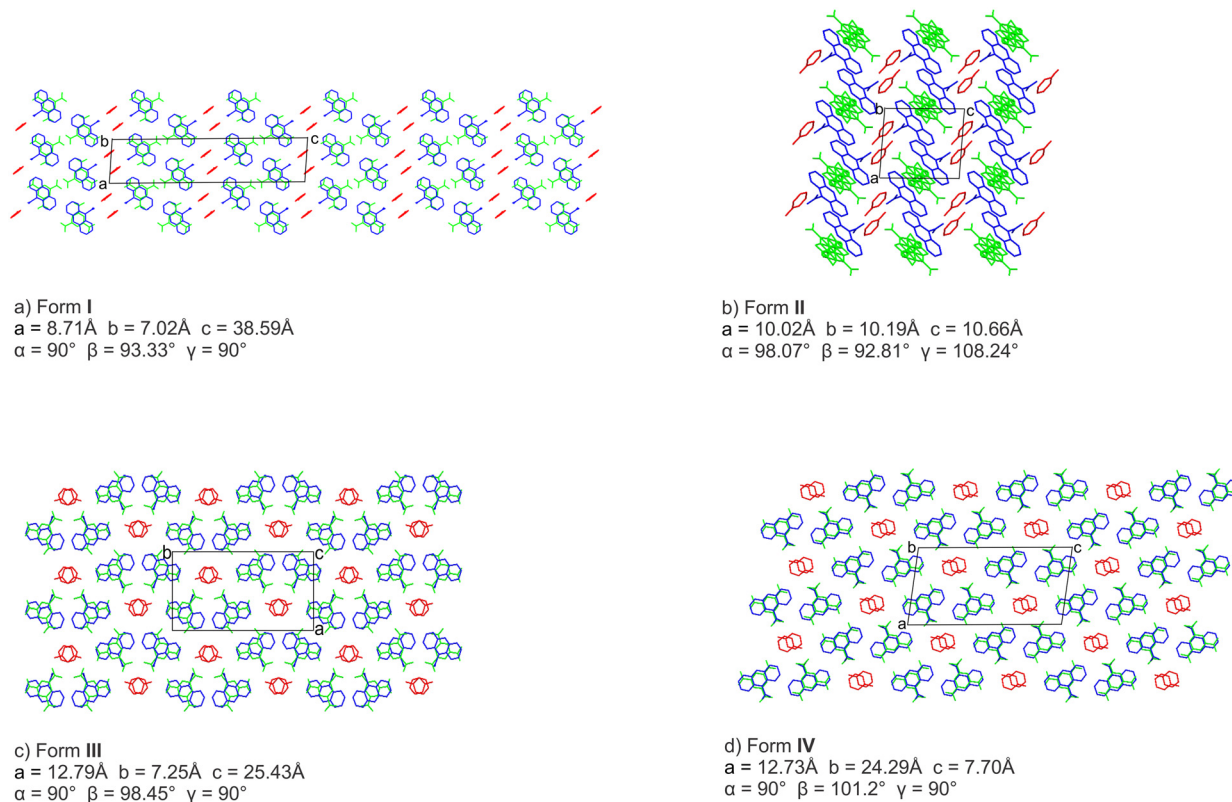 b
c
a
a) Form I
a = 8.71Å b = 7.02Å c = 38.59Å
α = 90° β = 93.33° γ = 90°
b
c
a
b) Form II
a = 10.02Å b = 10.19Å c = 10.66Å
α = 98.07° β = 92.81° γ = 108.24°
b
c
a
c) Form III
a = 12.79Å b = 7.25Å c = 25.43Å
α = 90° β = 98.45° γ = 90°
b
c
a
d) Form IV
a = 12.73Å b = 24.29Å c = 7.70Å
α = 90° β = 101.2° γ = 90°